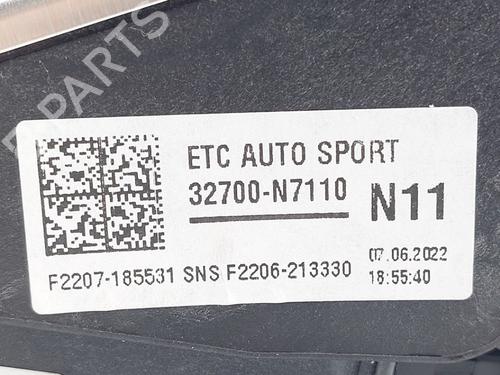 ETC AUTO SPORT
32700-N7110
N11
F2207-185531 SNS F2206-213330
07.06.2022
18:55:40
B-PARTS